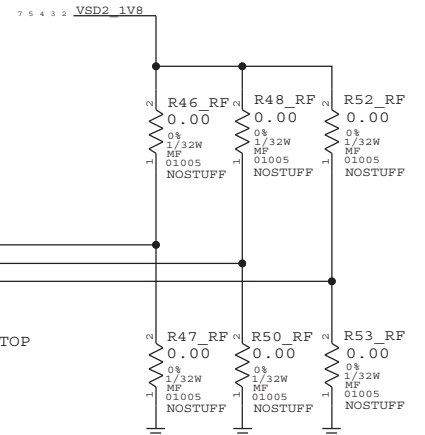 7 5 4 3 2 VSD2_1V8
2 R46_RF
0.00
0%
1/32W
MF
01005
NOSTUFF
1
2 R48_RF
0.00
0%
1/32W
MF
01005
NOSTUFF
1
2 R52_RF
0.00
0%
1/32W
MF
01005
NOSTUFF
1
TOP
2 R47_RF
0.00
0%
1/32W
MF
01005
NOSTUFF
1
2 R50_RF
0.00
0%
1/32W
MF
01005
NOSTUFF
1
2 R53_RF
0.00
0%
1/32W
MF
01005
NOSTUFF
1